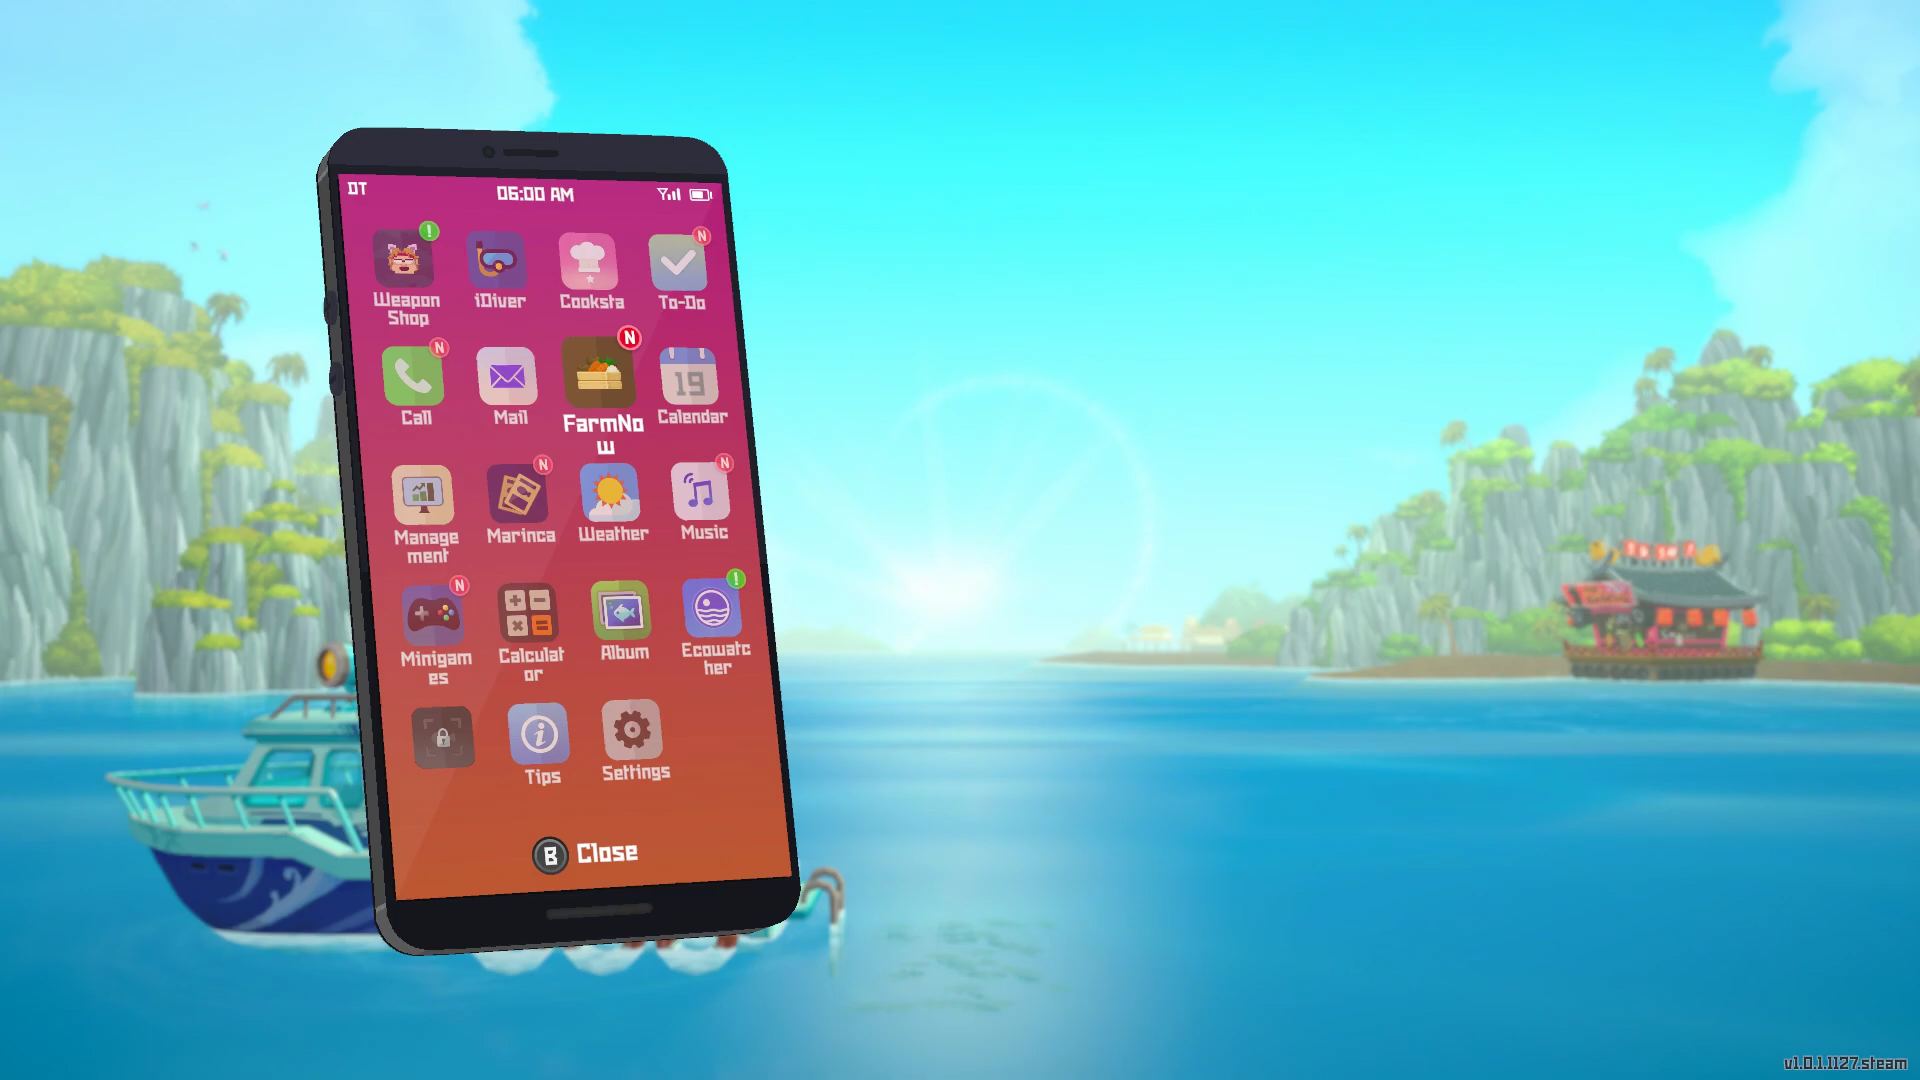 DT
06:00 AM
!
N
Weapon
Shop
iDiver
Cooksta
To-Do
N
N
Call
Mail
FarmNo
w
19
Calendar
N
N
Manage
ment
Marinca
Weather
Music
N
!
Minigam
es
Calculat
or
Album
Ecowatc
her
Tips
Settings
B Close
v1.0.1.1127.steam